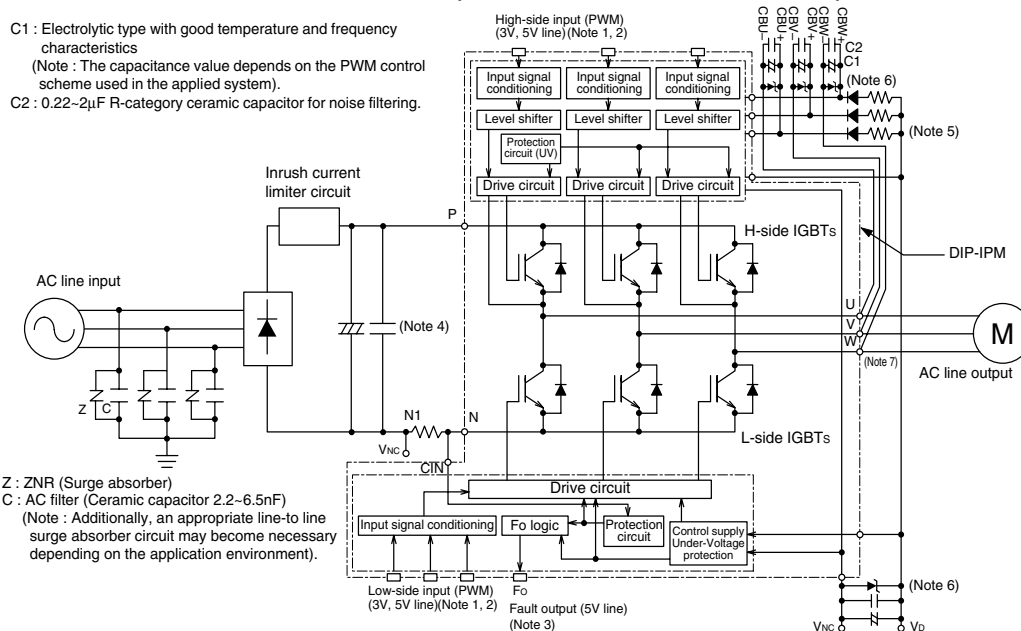 C1 : Electrolytic type with good temperature and frequency
characteristics
(Note : The capacitance value depends on the PWM control
scheme used in the applied system).
C2 : 0.22~2μF R-category ceramic capacitor for noise filtering.
High-side input (PWM)
(3V, 5V line)(Note 1, 2)
CBU–
CBU+
CBV–
CBV+
CBW–
CBW+
C2
C1
(Note 6)
(Note 5)
Input signal
conditioning
Input signal
conditioning
Input signal
conditioning
Level shifter
Level shifter
Level shifter
Protection
circuit (UV)
Drive circuit
Drive circuit
Drive circuit
Inrush current
limiter circuit
P
H-side IGBTS
DIP-IPM
AC line input
(Note 4)
U
V
W
(Note 7)
M
AC line output
Z
C
N1
N
VNC
CIN
L-side IGBTS
Z : ZNR (Surge absorber)
C : AC filter (Ceramic capacitor 2.2~6.5nF)
(Note : Additionally, an appropriate line-to line
surge absorber circuit may become necessary
depending on the application environment).
Drive circuit
Input signal conditioning
Fo logic
Protection
circuit
Control supply
Under-Voltage
protection
Low-side input (PWM)
(3V, 5V line)(Note 1, 2)
FO
Fault output (5V line)
(Note 3)
(Note 6)
VNC
VD